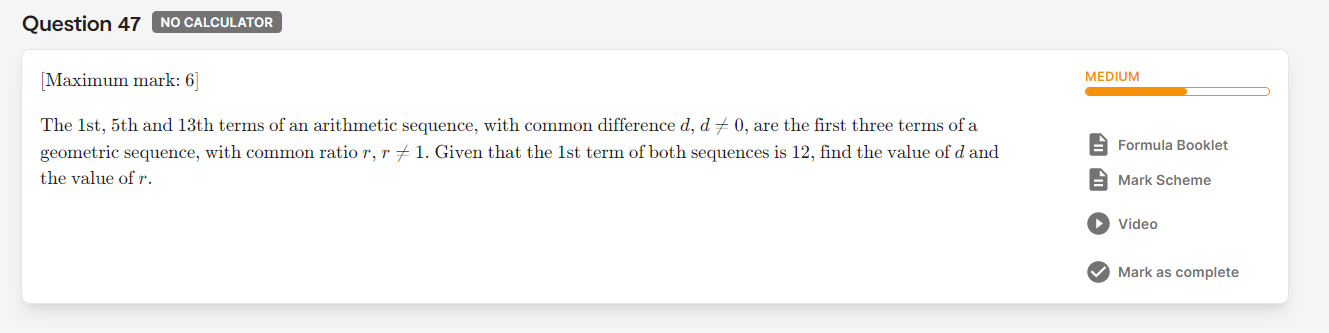 Question 47 NO CALCULATOR
[Maximum mark: 6]
MEDIUM
The 1st, 5th and 13th terms of an arithmetic sequence, with common difference d, d ≠ 0, are the first three terms of a
geometric sequence, with common ratio r, r ≠ 1. Given that the 1st term of both sequences is 12, find the value of d and
the value of r.
Formula Booklet
Mark Scheme
Video
Mark as complete